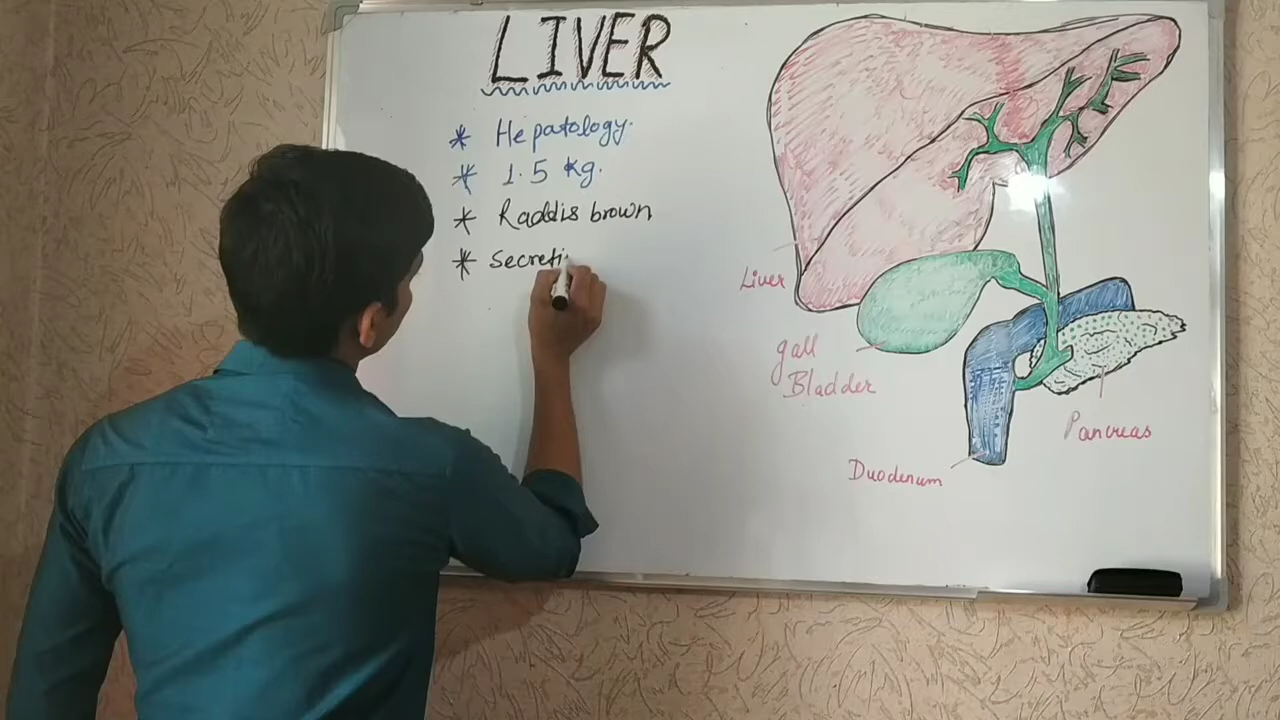 LIVER
* Hepatology.
* 1.5 kg.
* Raddis brown
* Secreti
Liver
gall
Bladder
Pancreas
Duodenum